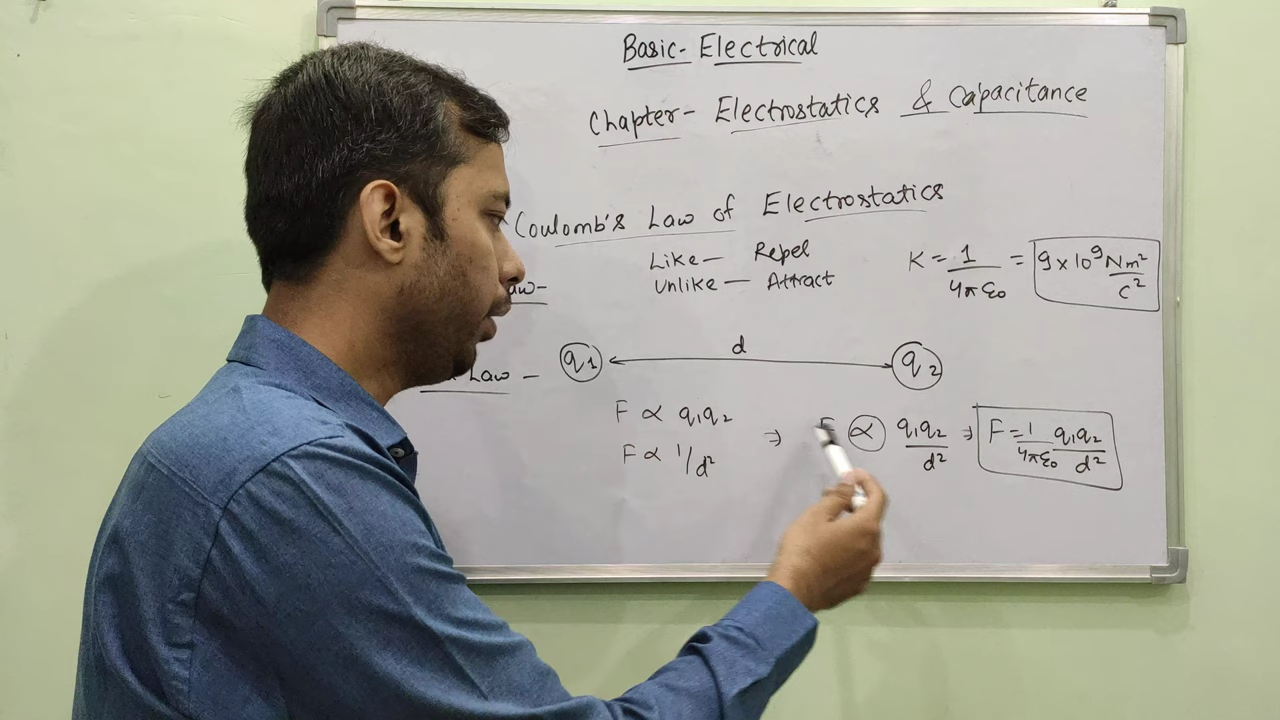 Basic- Electrical
Chapter- Electrostatics & Capacitance
Coulomb's Law of Electrostatics
Like— Repel
Unlike — Attract
K = 1/4πε₀ = 9 x 10⁹ Nm²/C²
q₁ d q₂
Law -
F ∝ q₁q₂
F ∝ 1/d²
⇒ F ∝ q₁q₂/d² ⇒ F = 1/4πε₀ q₁q₂/d²